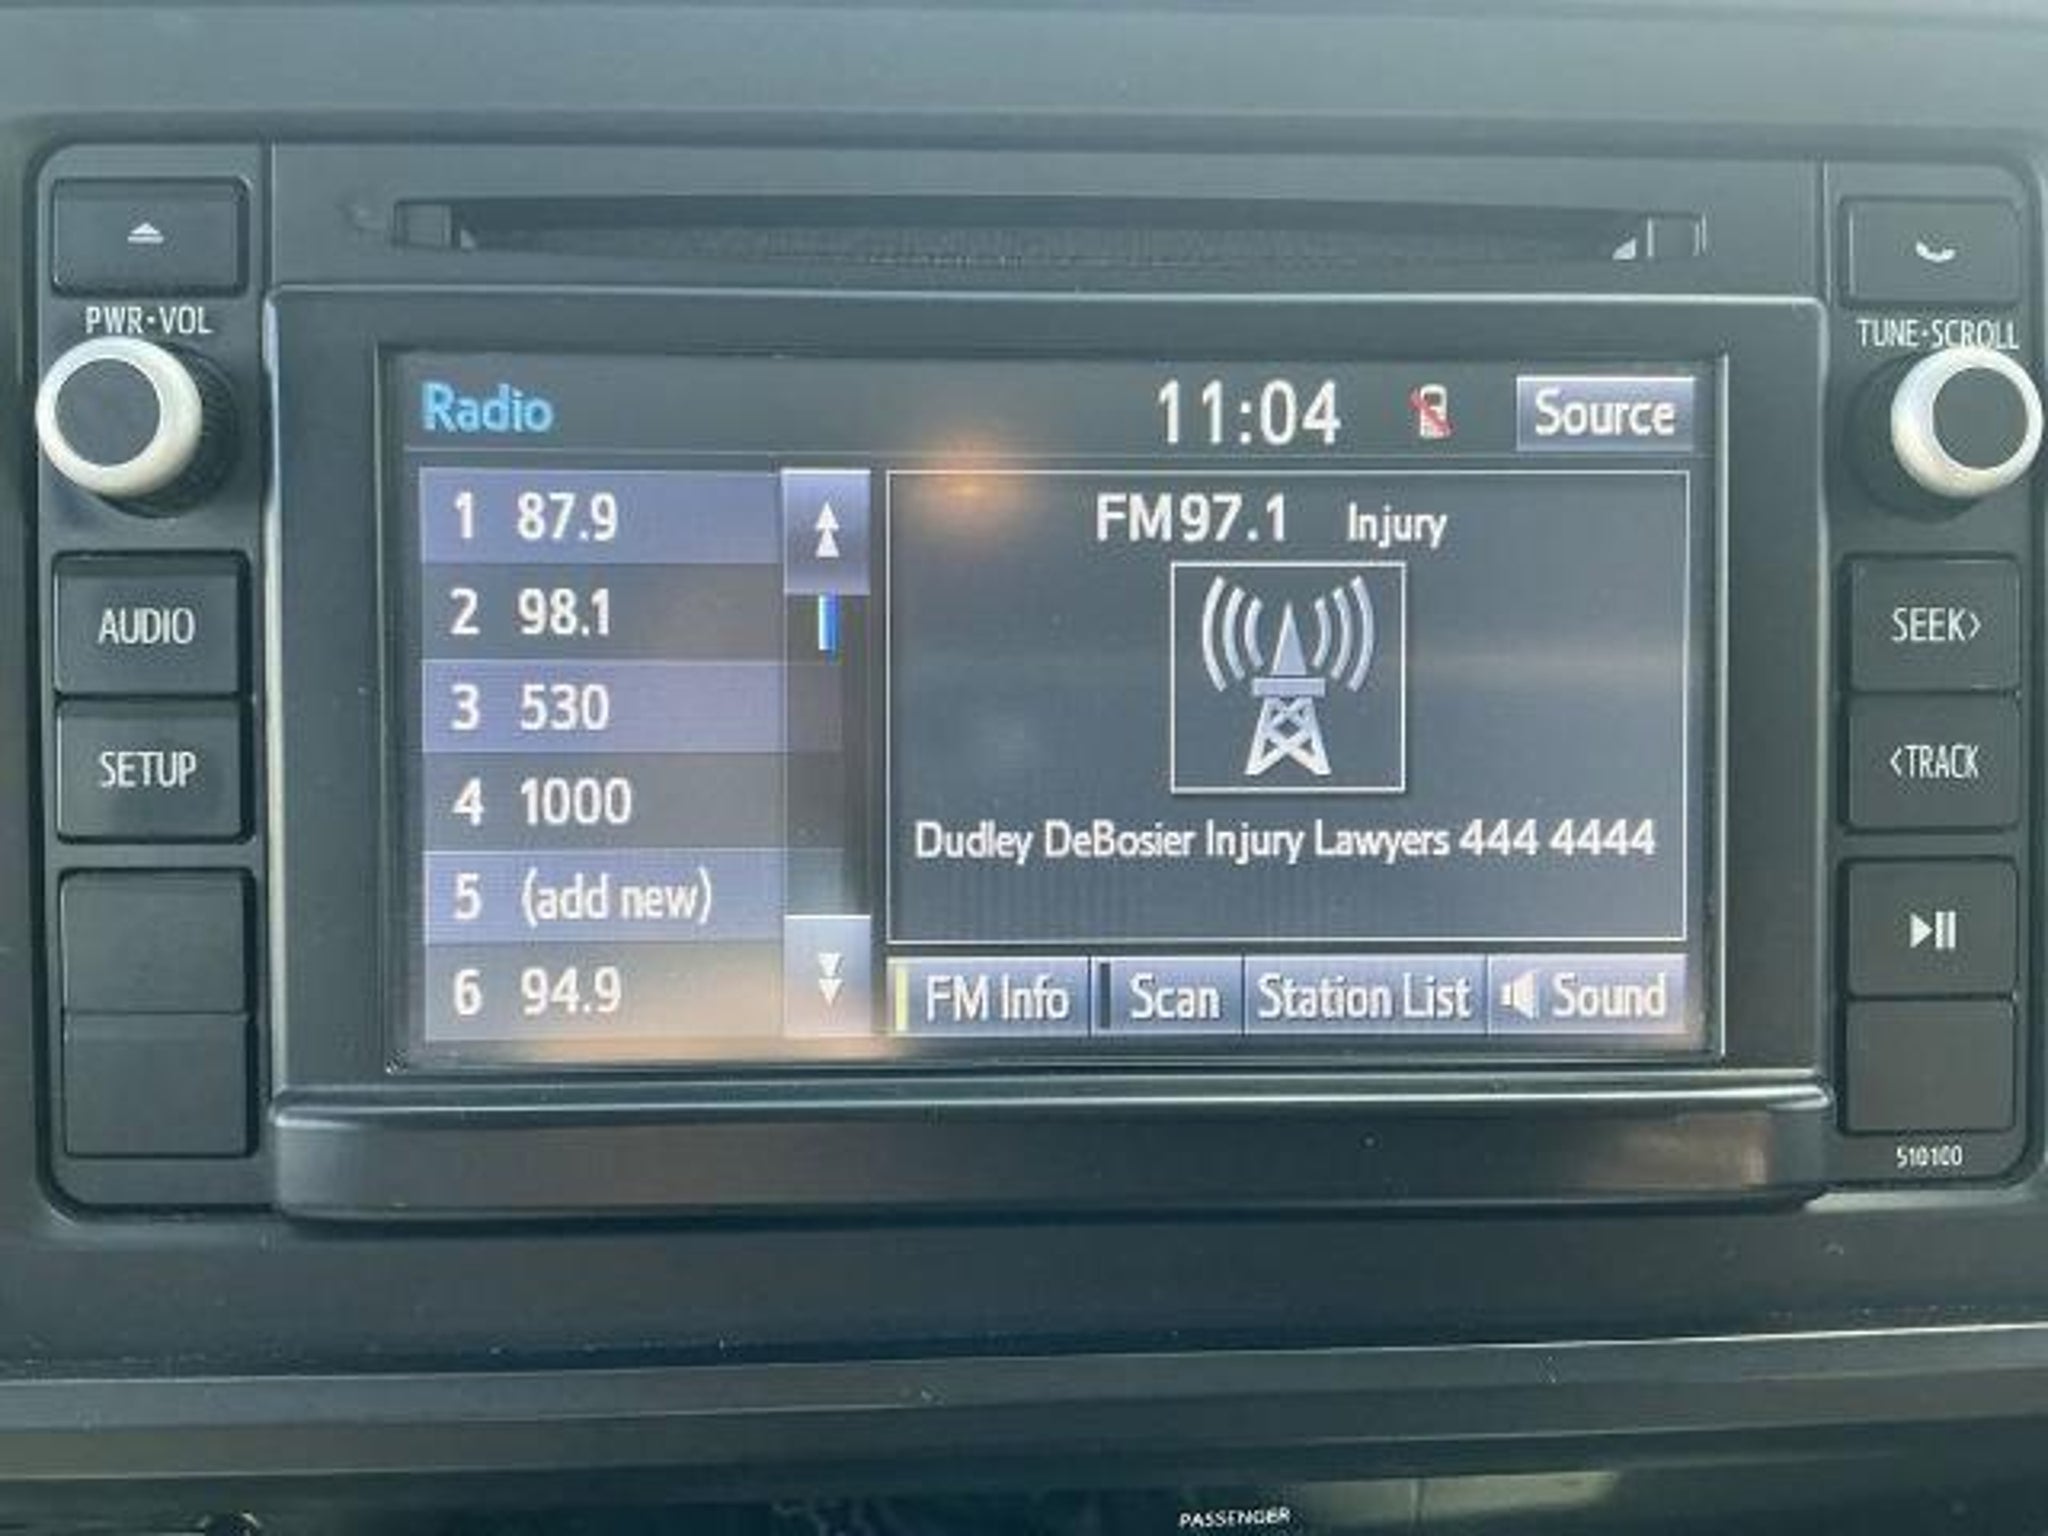 PWR·VOL
TUNE·SCROLL
Radio
11:04
Source
1 87.9
2 98.1
3 530
4 1000
5 (add new)
6 94.9
FM 97.1 Injury
Dudley DeBosier Injury Lawyers 444 4444
FM Info
Scan
Station List
Sound
AUDIO
SETUP
SEEK>
<TRACK
510100
PASSENGER